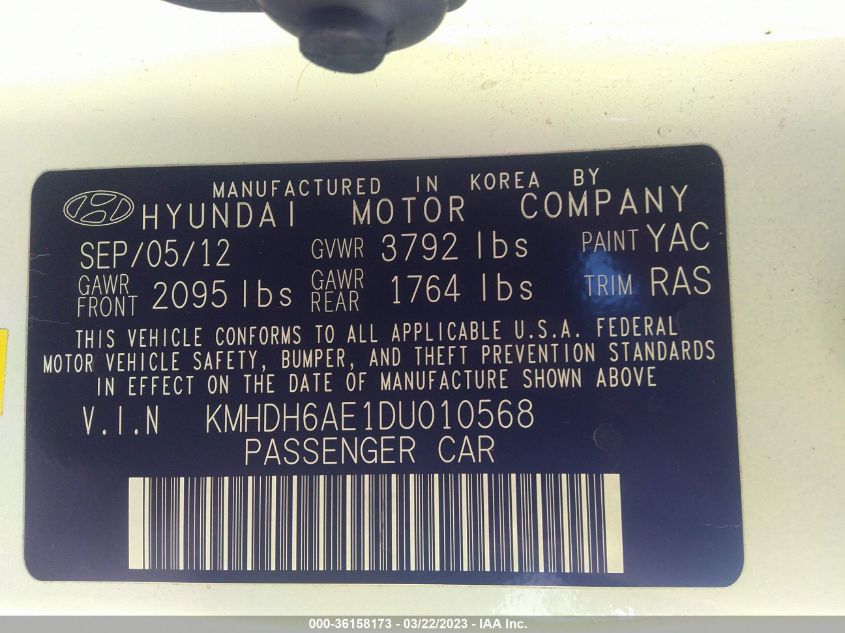 MANUFACTURED IN KOREA BY
HYUNDAI MOTOR COMPANY
SEP/05/12 GVWR 3792 lbs PAINT YAC
GAWR FRONT 2095 lbs GAWR REAR 1764 lbs TRIM RAS
THIS VEHICLE CONFORMS TO ALL APPLICABLE U.S.A. FEDERAL
MOTOR VEHICLE SAFETY, BUMPER, AND THEFT PREVENTION STANDARDS
IN EFFECT ON THE DATE OF MANUFACTURE SHOWN ABOVE
V.I.N KMHDH6AE1DU010568
PASSENGER CAR
000-36158173 - 03/22/2023 - IAA Inc.